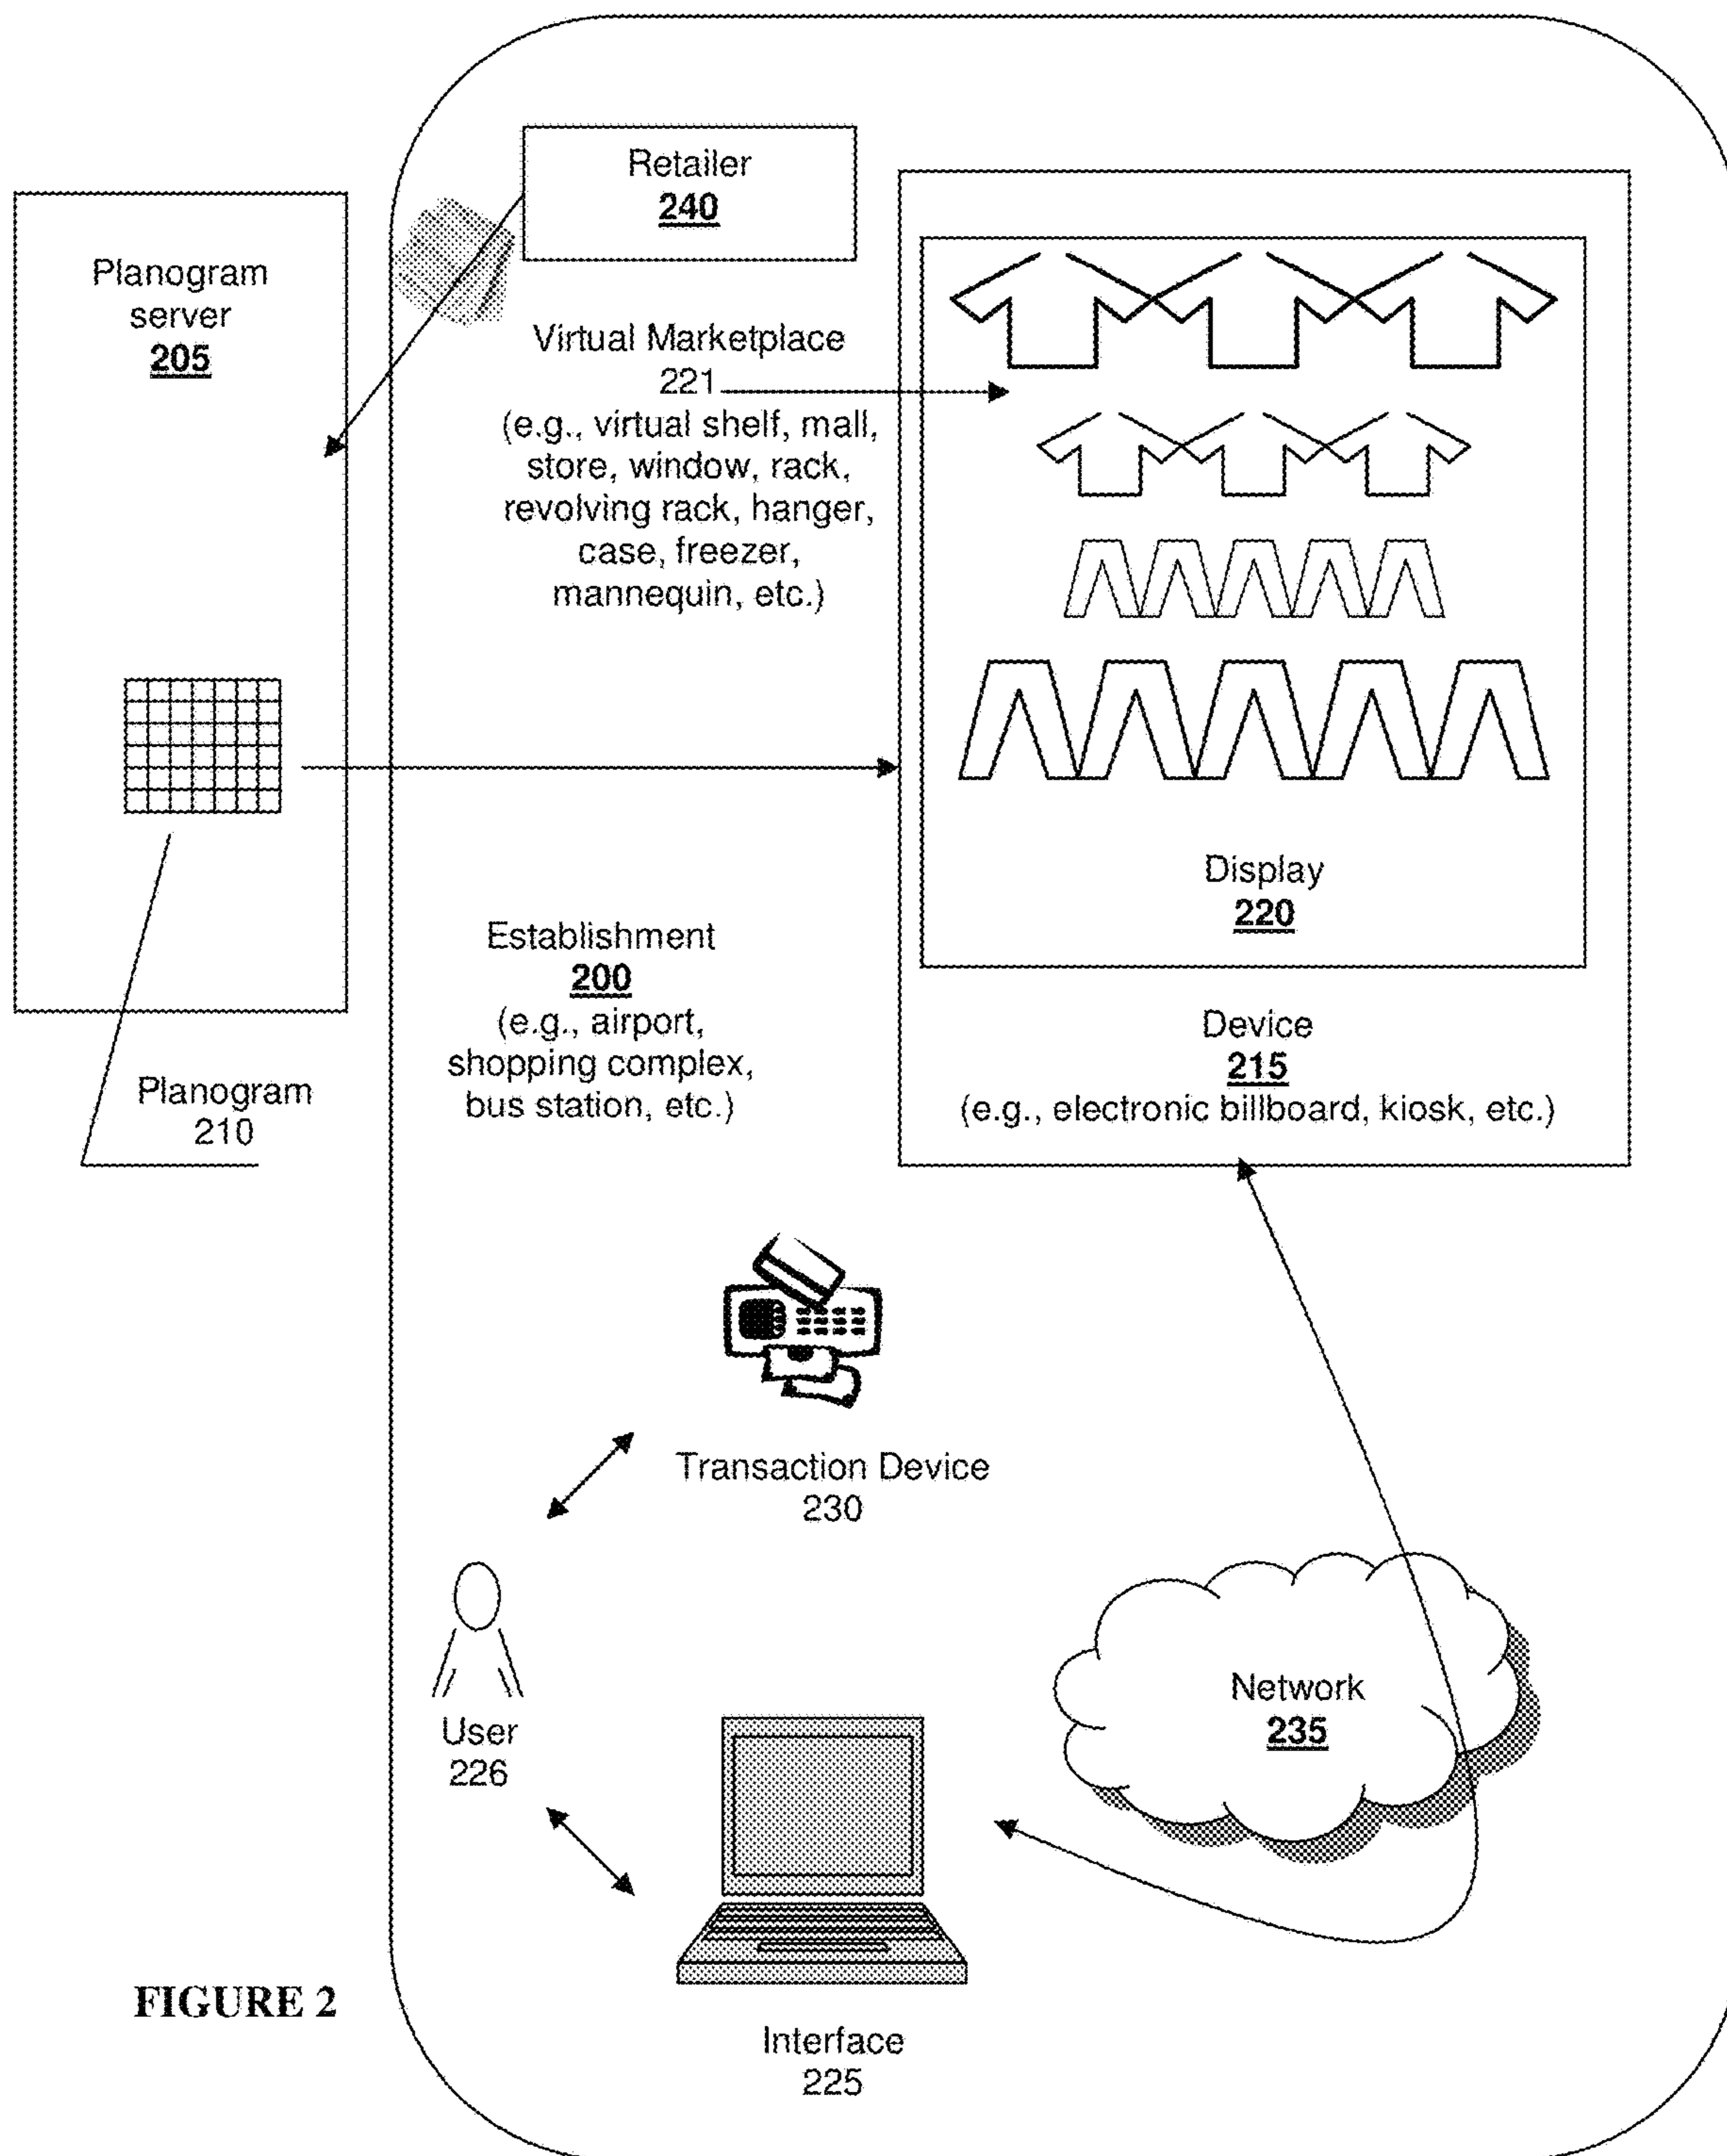 Retailer
240
Planogram
server
205
Virtual Marketplace
221
(e.g., virtual shelf, mall,
store, window, rack,
revolving rack, hanger,
case, freezer,
mannequin, etc.)
Display
220
Establishment
200
(e.g., airport,
shopping complex,
bus station, etc.)
Device
215
(e.g., electronic billboard, kiosk, etc.)
Planogram
210
Transaction Device
230
Network
235
User
226
FIGURE 2
Interface
225